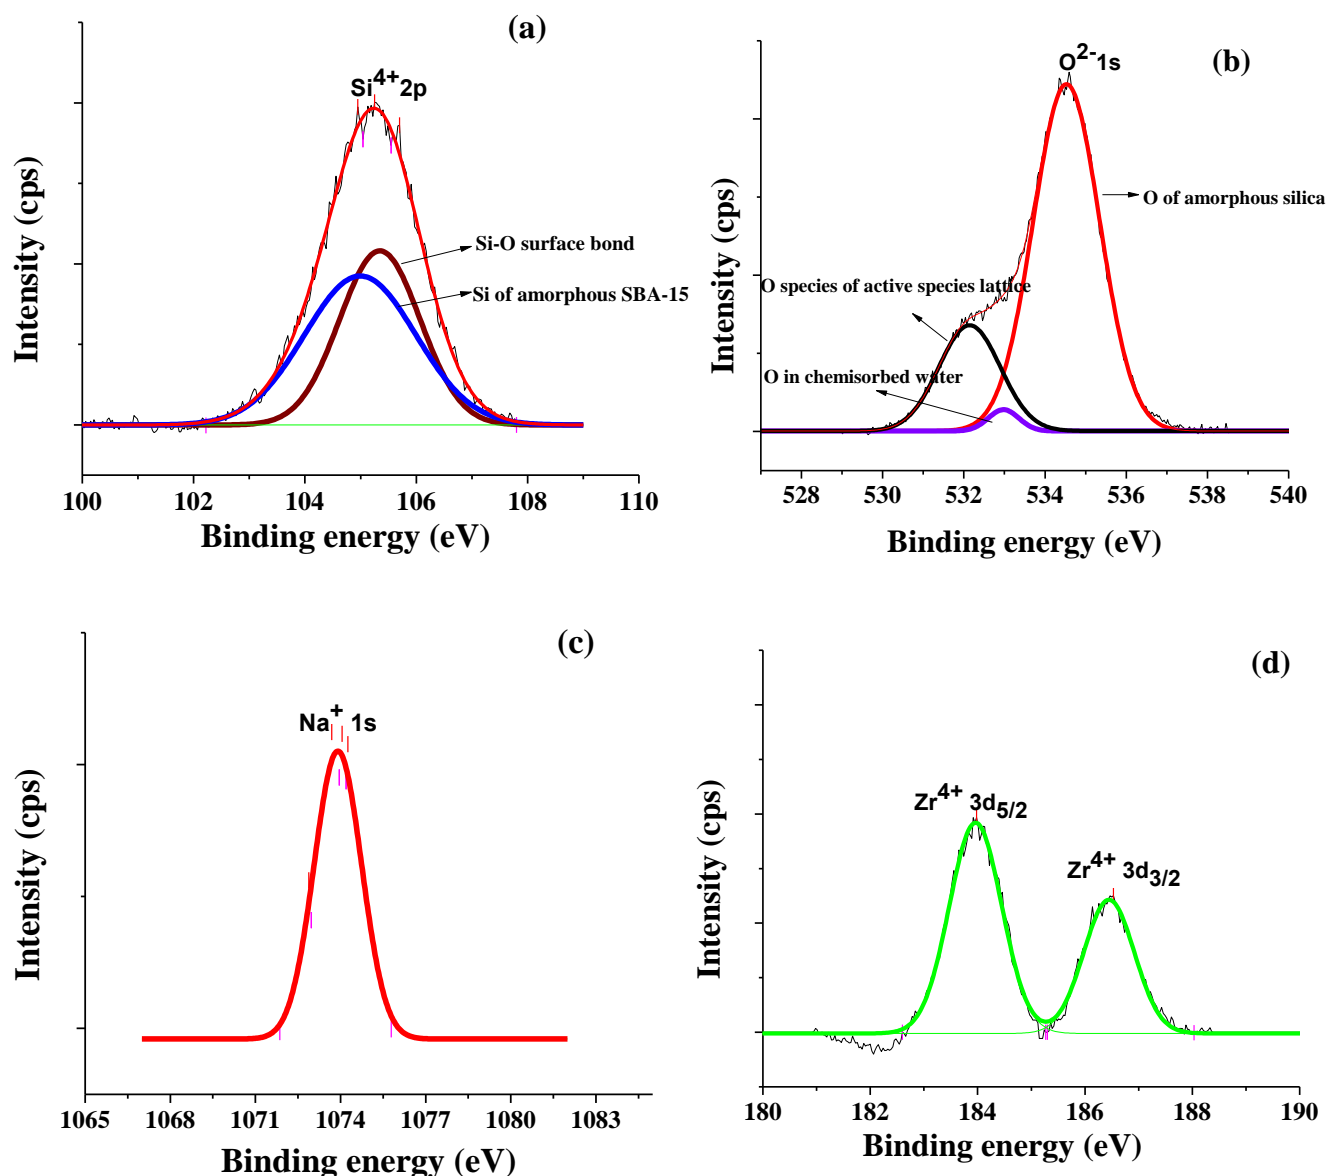 (a)
Si4+2p
Si-O surface bond
Si of amorphous SBA-15
Intensity (cps)
100 102 104 106 108 110
Binding energy (eV)
(b)
O2-1s
O of amorphous silica
O species of active species lattice
O in chemisorbed water
Intensity (cps)
528 530 532 534 536 538 540
Binding energy (eV)
(c)
Na+ 1s
Intensity (cps)
1065 1068 1071 1074 1077 1080 1083
Binding energy (eV)
(d)
Zr4+ 3d5/2
Zr4+ 3d3/2
Intensity (cps)
180 182 184 186 188 190
Binding energy (eV)